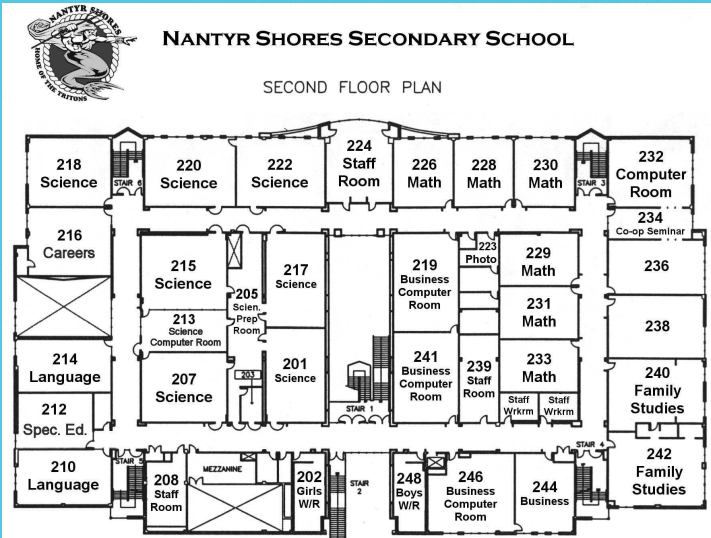 NANTYR SHORES
HOME OF THE TRITONS
NANTYR SHORES SECONDARY SCHOOL
SECOND FLOOR PLAN
218
Science
STAIR 6
220
Science
222
Science
224
Staff
Room
226
Math
228
Math
230
Math
STAIR 3
232
Computer
Room
234
Co-op Seminar
216
Careers
215
Science
205
Scien.
Prep
Room
217
Science
219
Business
Computer
Room
223
Photo
229
Math
236
213
Science
Computer Room
231
Math
238
214
Language
207
Science
203
201
Science
241
Business
Computer
Room
239
Staff
Room
233
Math
240
Family
Studies
Staff
Wrkrm
Staff
Wrkrm
212
Spec. Ed.
STAIR 1
STAIR 4
210
Language
STAIR 5
208
Staff
Room
MEZZANINE
202
Girls
W/R
STAIR
2
248
Boys
W/R
246
Business
Computer
Room
244
Business
242
Family
Studies